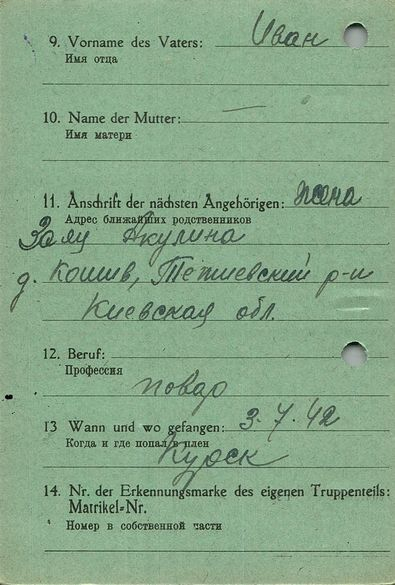 9. Vorname des Vaters: Иван
Имя отца
10. Name der Mutter: —
Имя матери
11. Anschrift der nächsten Angehörigen: жена
Адрес ближайших родственников
Заяц Акулина
д. Кошив, Тетиевский р-н
Киевская обл.
12. Beruf:
Профессия
повар
13 Wann und wo gefangen: 3.7.42
Когда и где попал в плен
Курск
14. Nr. der Erkennungsmarke des eigenen Truppenteils:
Matrikel-Nr.
Номер в собственной части